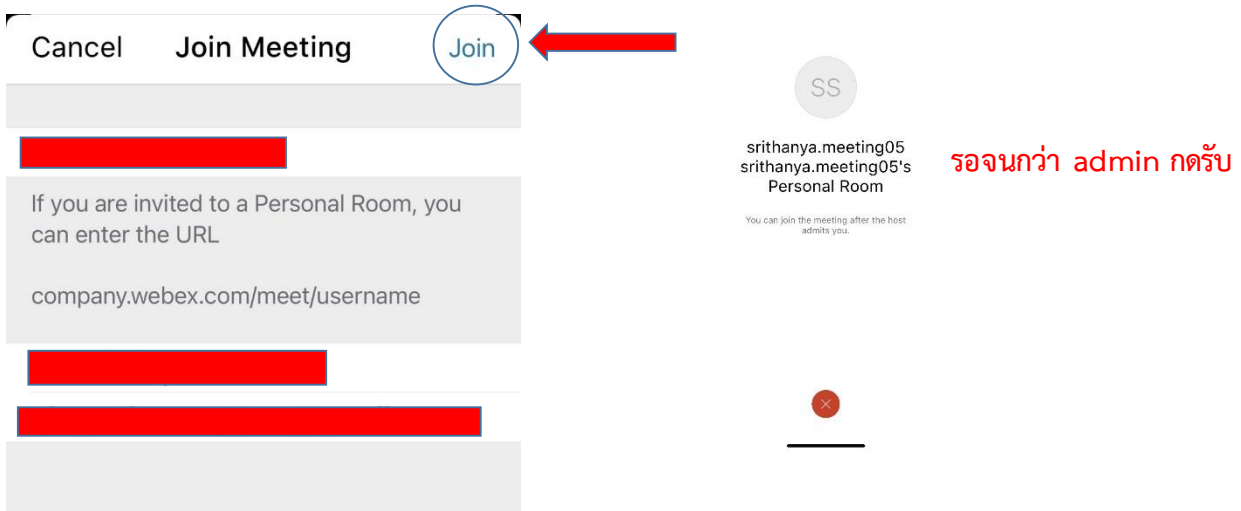 Cancel Join Meeting Join
If you are invited to a Personal Room, you
can enter the URL
company.webex.com/meet/username
SS
srithanya.meeting05
srithanya.meeting05's
Personal Room
You can join the meeting after the host
admits you.
รอจนกว่า admin กดรับ